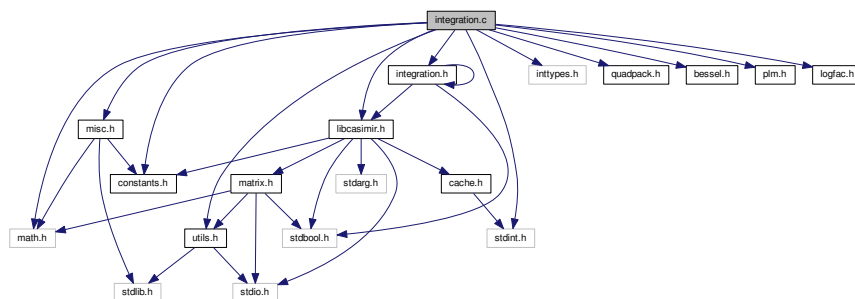 integration.c
integration.h
inttypes.h
quadpack.h
bessel.h
plm.h
logfac.h
misc.h
libcasimir.h
constants.h
matrix.h
stdarg.h
cache.h
math.h
utils.h
stdbool.h
stdint.h
stdlib.h
stdio.h